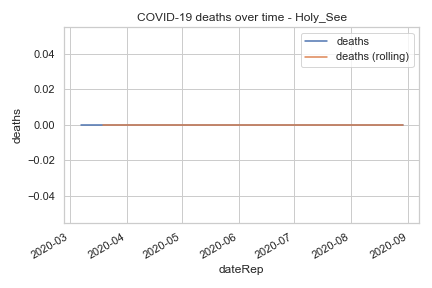 COVID-19 deaths over time - Holy_See
deaths
deaths (rolling)
0.04
0.02
0.00
−0.02
−0.04
deaths
2020-03
2020-04
2020-05
2020-06
2020-07
2020-08
2020-09
dateRep